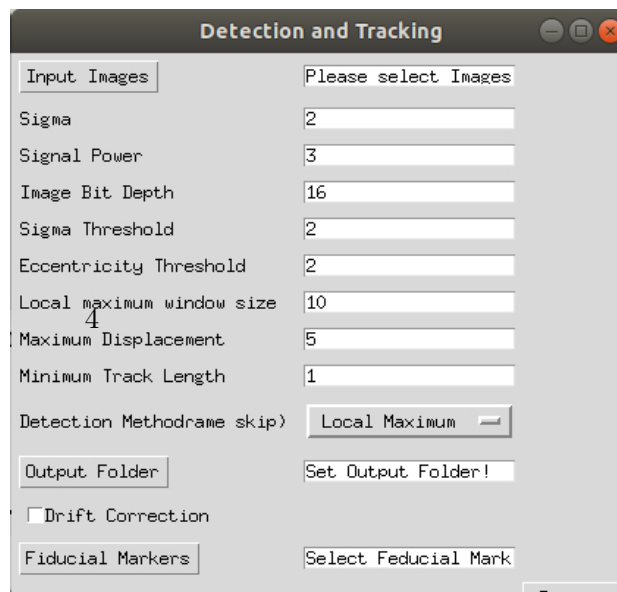 Detection and Tracking
Input Images Please select Images
Sigma 2
Signal Power 3
Image Bit Depth 16
Sigma Threshold 2
Eccentricity Threshold 2
Local maximum window size 10
4
Maximum Displacement 5
Minimum Track Length 1
Detection Methodrame skip) Local Maximum
Output Folder Set Output Folder!
Drift Correction
Fiducial Markers Select Feducial Mark